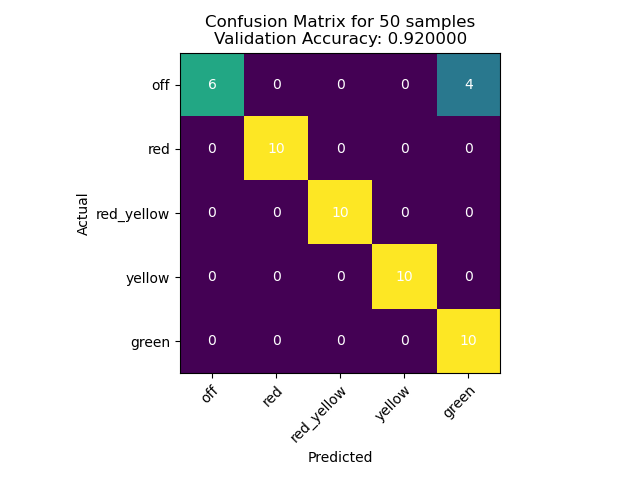 Confusion Matrix for 50 samples
Validation Accuracy: 0.920000
Actual
off 6 0 0 0 4
red 0 10 0 0 0
red_yellow 0 0 10 0 0
yellow 0 0 0 10 0
green 0 0 0 0 10
off red red_yellow yellow green
Predicted